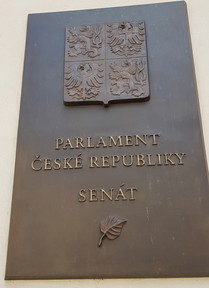 PARLAMENT
ČESKÉ REPUBLIKY
SENÁT